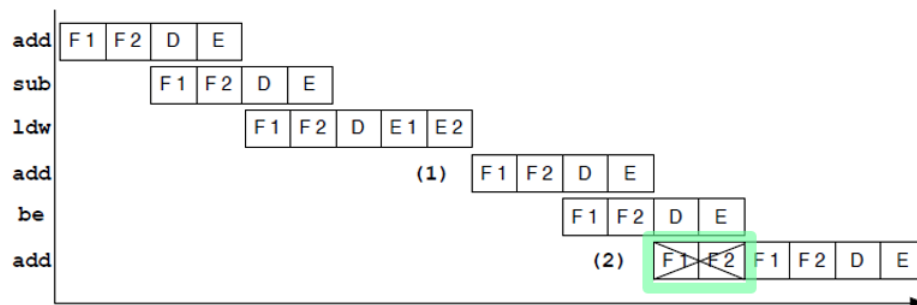 add F1 F2 D E
sub F1 F2 D E
ldw F1 F2 D E1 E2
add (1) F1 F2 D E
be F1 F2 D E
add (2) F1 F2 F1 F2 D E